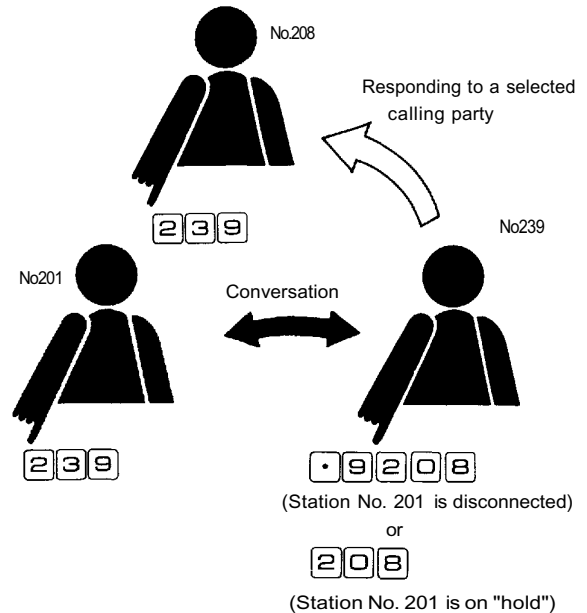 No.208
Responding to a selected
calling party
239
No239
No201
Conversation
239
·9208
(Station No. 201 is disconnected)
or
208
(Station No. 201 is on "hold")